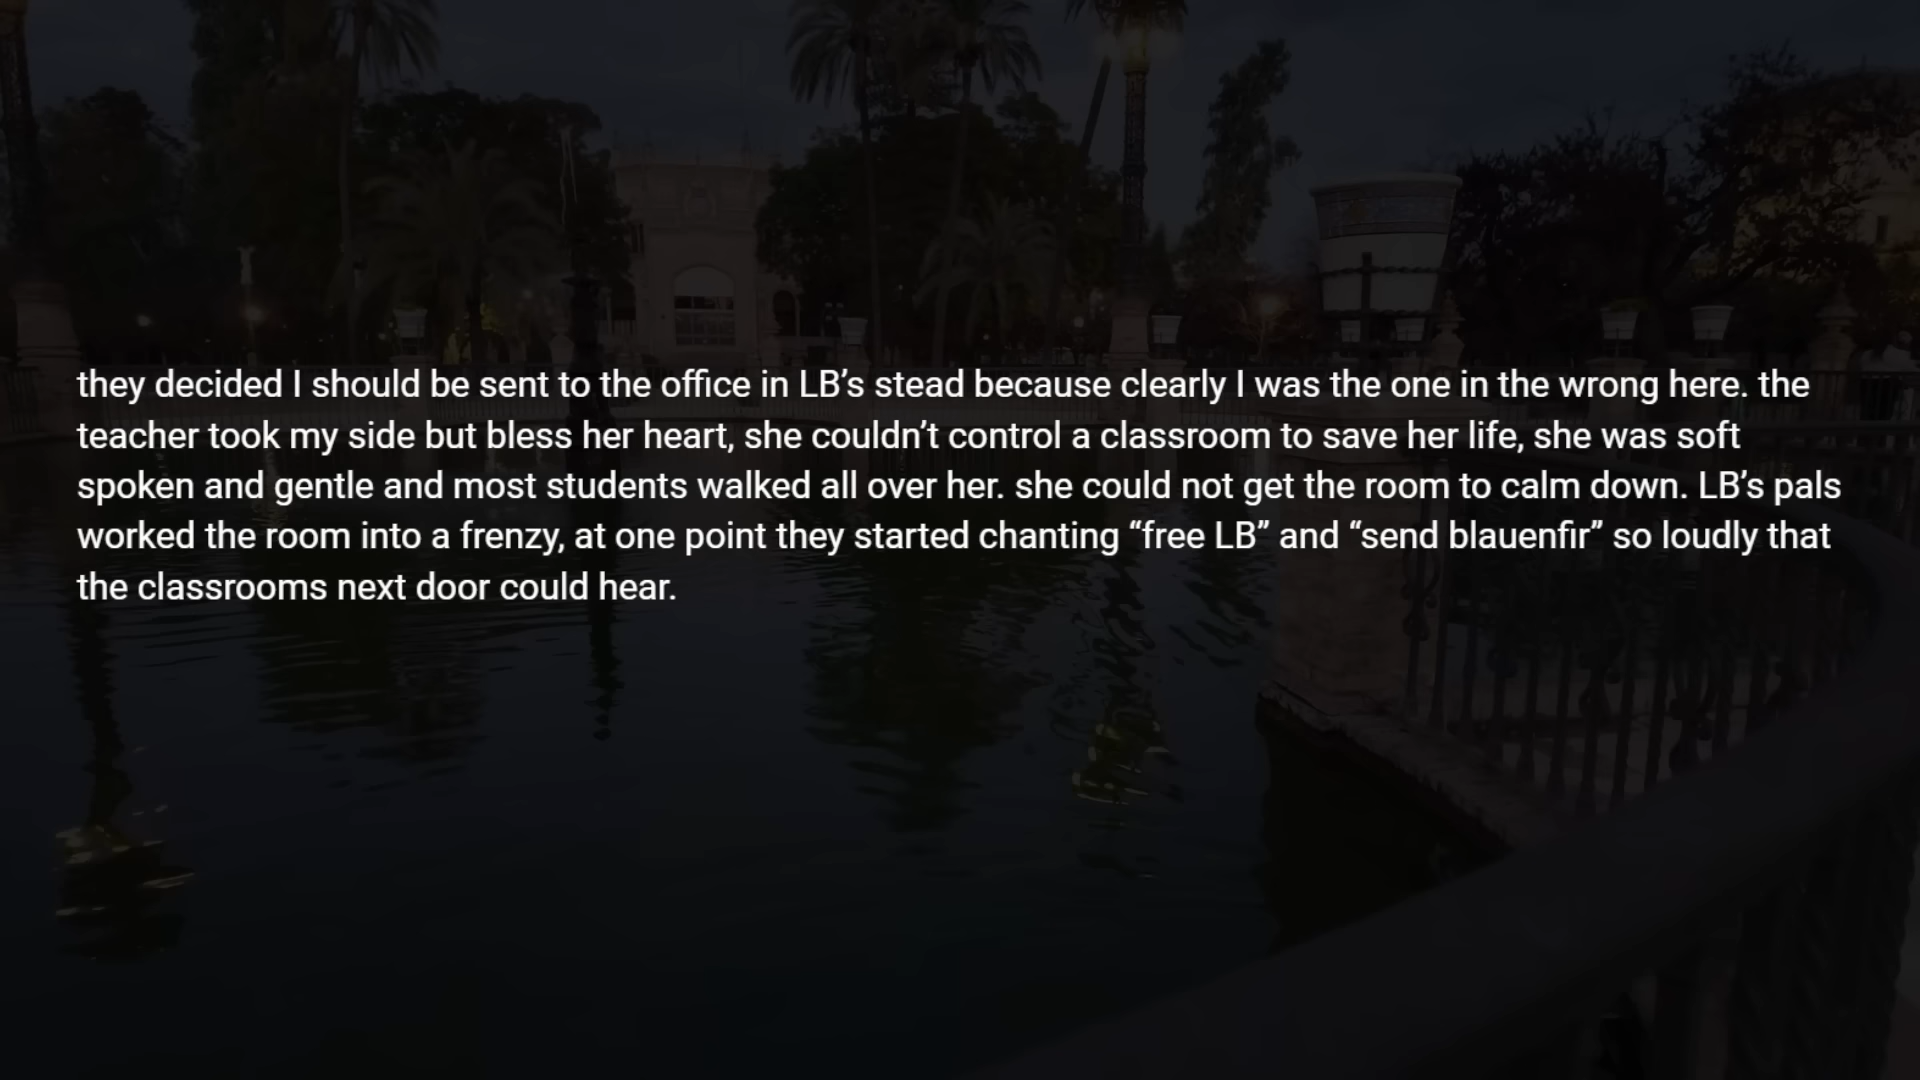 they decided I should be sent to the office in LB’s stead because clearly I was the one in the wrong here. the
teacher took my side but bless her heart, she couldn’t control a classroom to save her life, she was soft
spoken and gentle and most students walked all over her. she could not get the room to calm down. LB’s pals
worked the room into a frenzy, at one point they started chanting “free LB” and “send blauenfir” so loudly that
the classrooms next door could hear.